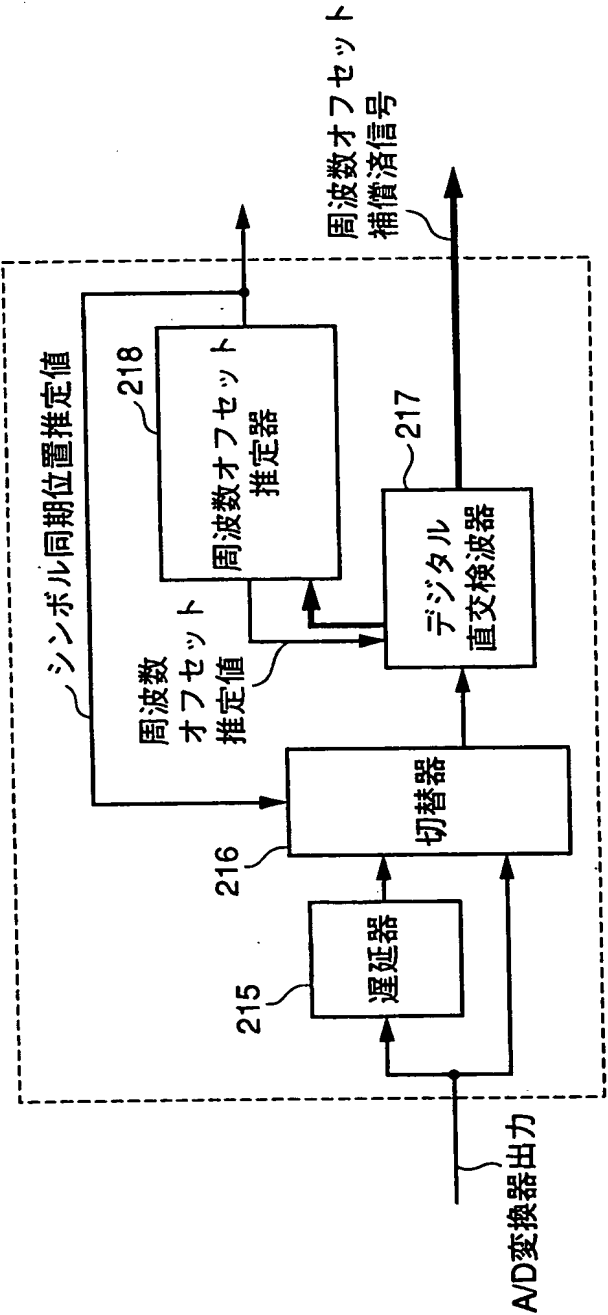 A/D変換器出力
215
遅延器
216
切替器
シンボル同期位置推定値
周波数
オフセット
推定値
218
周波数オフセット
推定器
217
デジタル
直交検波器
周波数オフセット
補償済信号